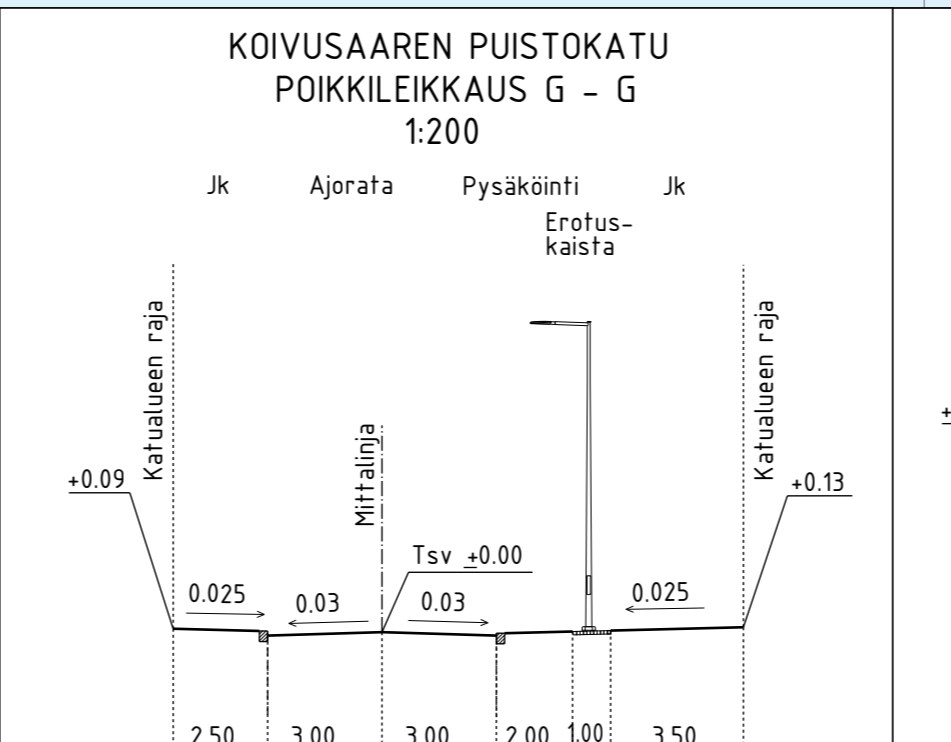 KOIVUSAAREN PUISTOKATU
POIKKILEIKKAUS G - G
1:200
Jk Ajorata Pysäköinti Jk
Erotus-
kaista
Katualueen raja
Mittalinja
Katualueen raja
+0.09
+0.13
Tsv ±0.00
0.025
0.03
0.03
0.025
2.50 3.00 3.00 2.00 1.00 3.50